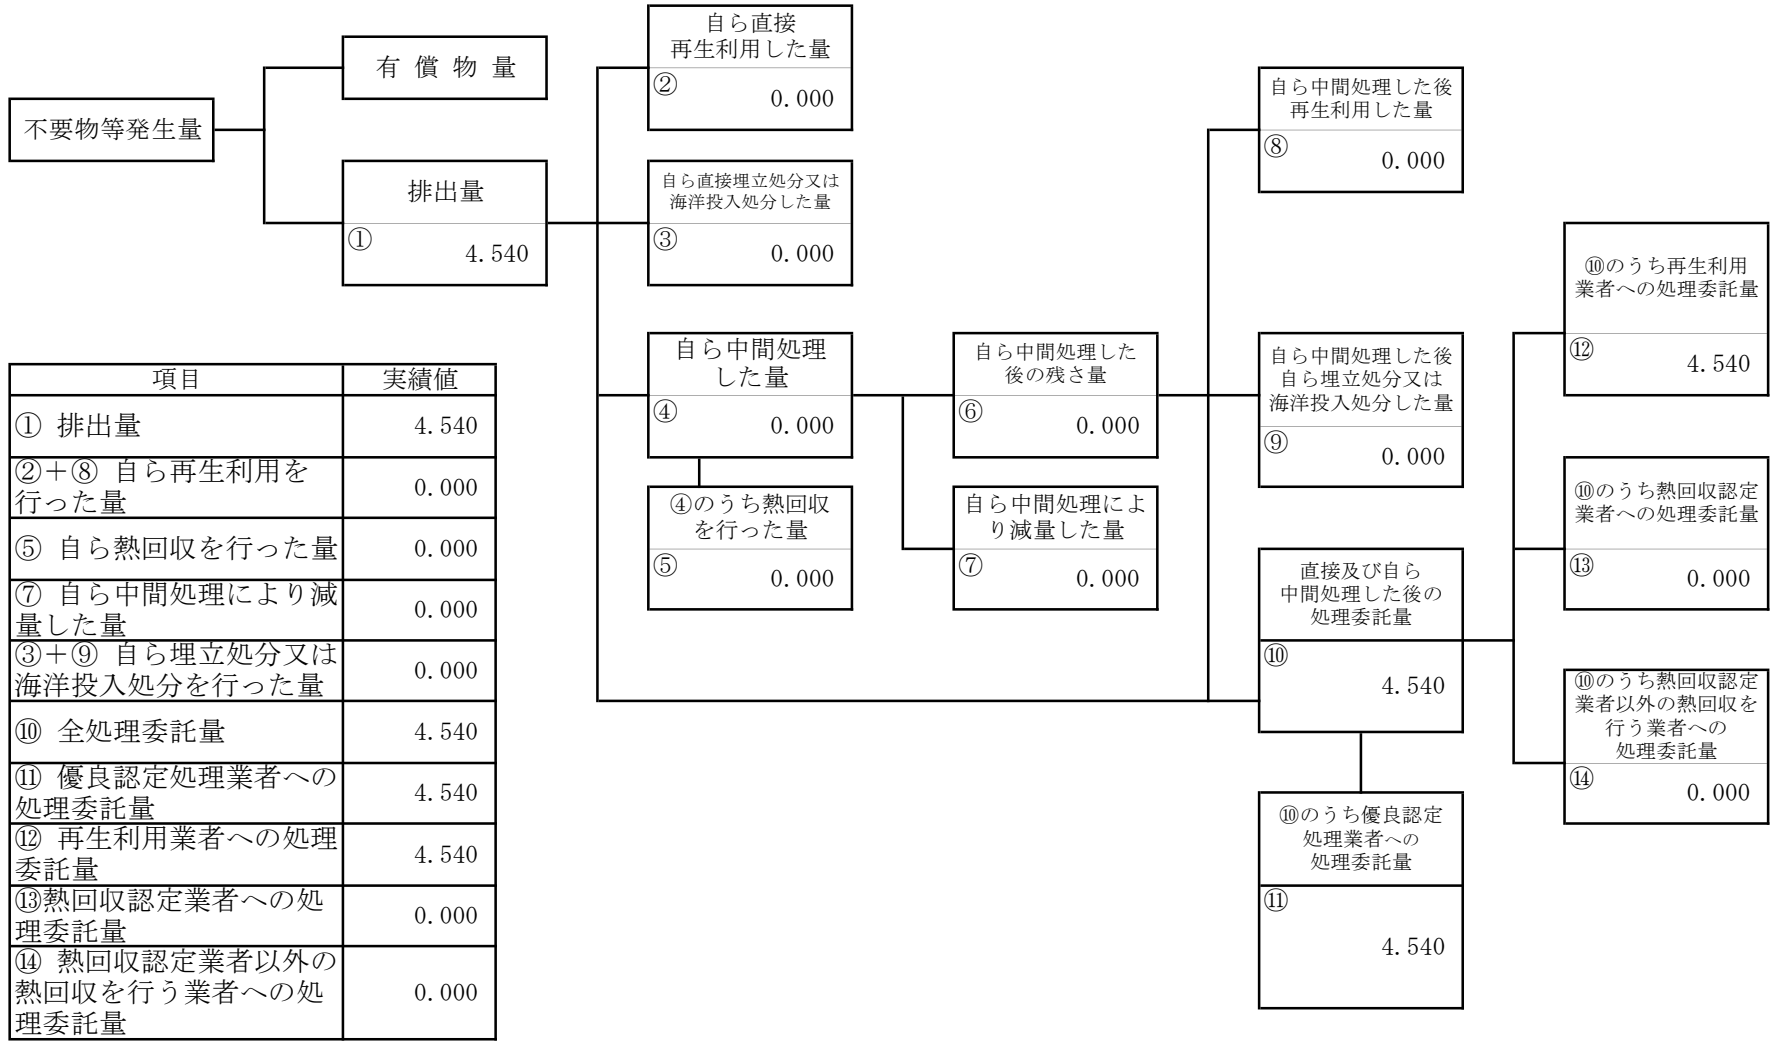 不要物等発生量
有 償 物 量
排出量
①
4.540
自ら直接
再生利用した量
②
0.000
自ら直接埋立処分又は
海洋投入処分した量
③
0.000
自ら中間処理
した量
④
0.000
④のうち熱回収
を行った量
⑤
0.000
自ら中間処理した
後の残さ量
⑥
0.000
自ら中間処理によ
り減量した量
⑦
0.000
自ら中間処理した後
再生利用した量
⑧
0.000
自ら中間処理した後
自ら埋立処分又は
海洋投入処分した量
⑨
0.000
直接及び自ら
中間処理した後の
処理委託量
⑩
4.540
⑩のうち優良認定
処理業者への
処理委託量
⑪
4.540
⑩のうち再生利用
業者への処理委託量
⑫
4.540
⑩のうち熱回収認定
業者への処理委託量
⑬
0.000
⑩のうち熱回収認定
業者以外の熱回収を
行う業者への
処理委託量
⑭
0.000
項目 実績値
① 排出量 4.540
②＋⑧ 自ら再生利用を
行った量 0.000
⑤ 自ら熱回収を行った量 0.000
⑦ 自ら中間処理により減
量した量 0.000
③＋⑨ 自ら埋立処分又は
海洋投入処分を行った量 0.000
⑩ 全処理委託量 4.540
⑪ 優良認定処理業者への
処理委託量 4.540
⑫ 再生利用業者への処理
委託量 4.540
⑬熱回収認定業者への処
理委託量 0.000
⑭ 熱回収認定業者以外の
熱回収を行う業者への処
理委託量 0.000